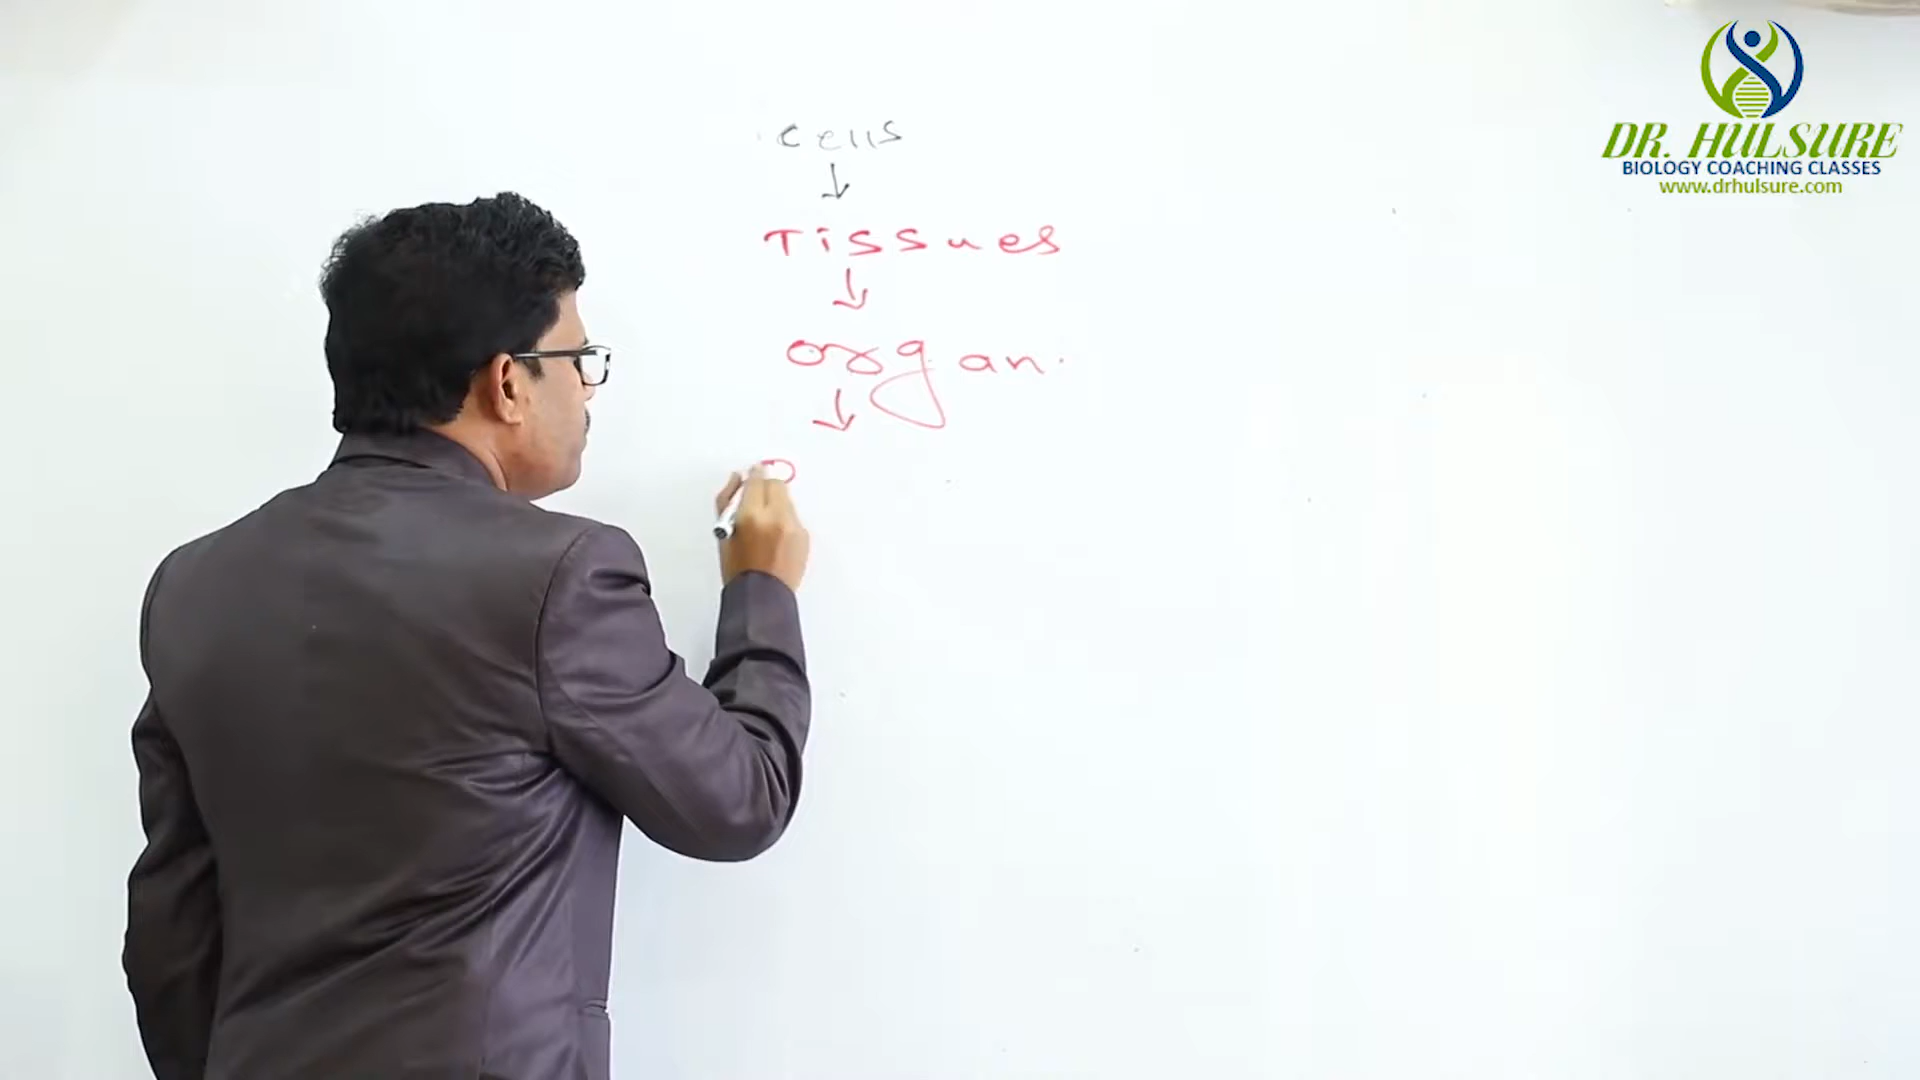 cells
↓
Tissues
↓
organ.
↓
o
DR. HULSURE
BIOLOGY COACHING CLASSES
www.drhulsure.com